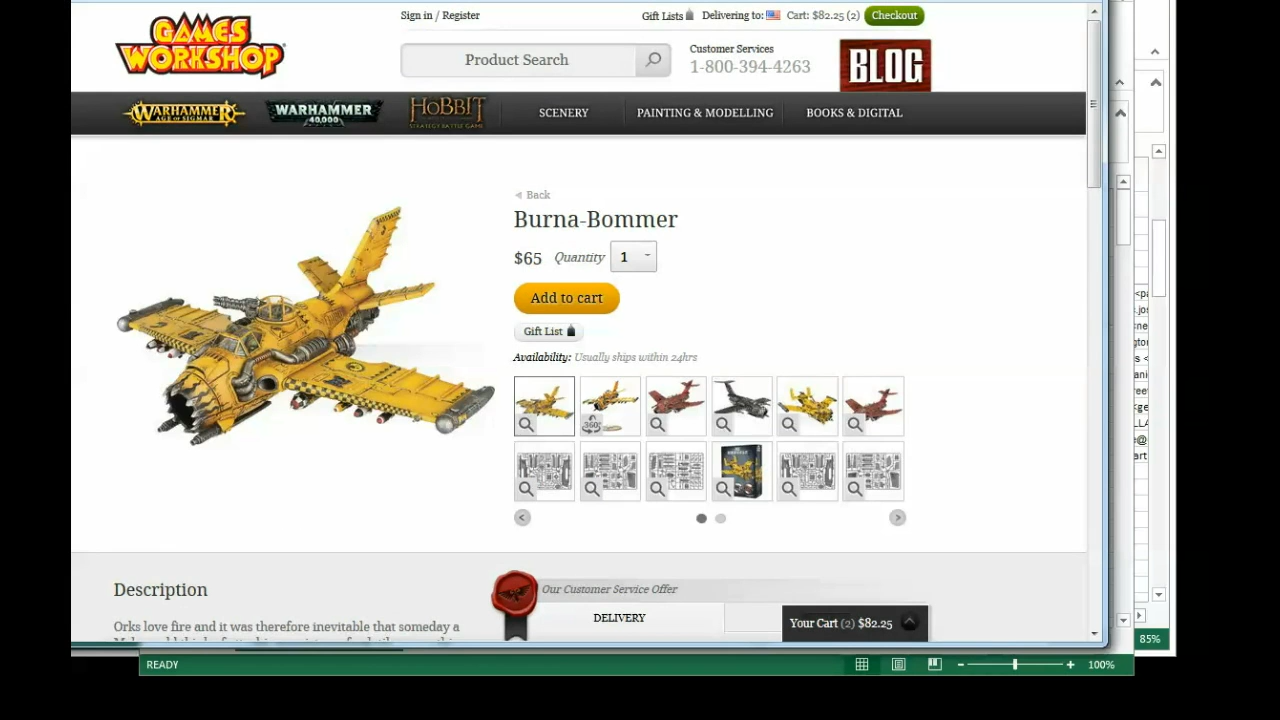 GAMES
WORKSHOP
Sign in / Register
Gift Lists
Delivering to:
Cart: $82.25 (2)
Checkout
Product Search
Customer Services
1-800-394-4263
BLOG
WARHAMMER
AGE OF SIGMAR
WARHAMMER
40,000
HOBBIT
STRATEGY BATTLE GAME
SCENERY
PAINTING & MODELLING
BOOKS & DIGITAL
Back
Burna-Bommer
$65 Quantity 1
Add to cart
Gift List
Availability: Usually ships within 24hrs
360°
Description
Our Customer Service Offer
Orks love fire and it was therefore inevitable that someday a
DELIVERY
Your Cart (2) $82.25
85%
READY
100%